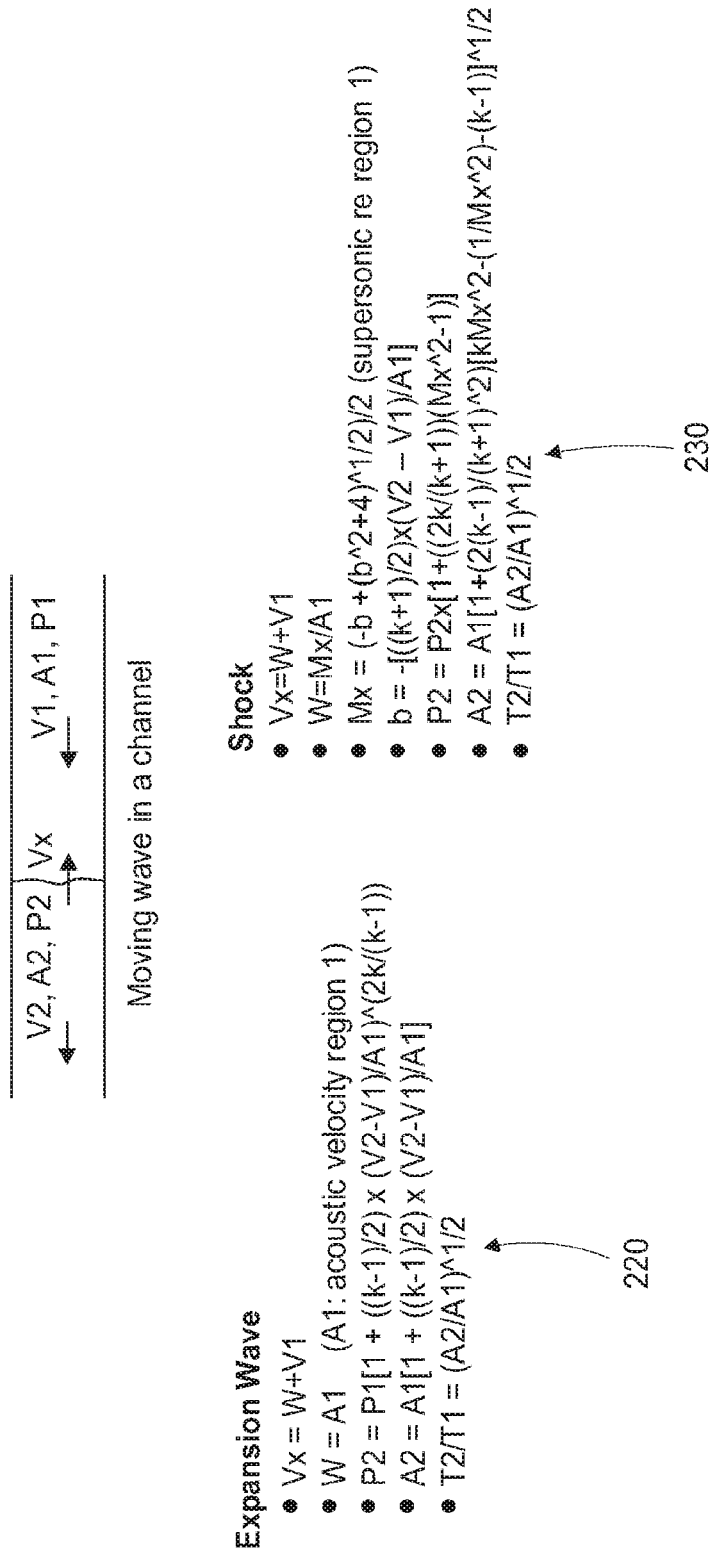 V2, A2, P2 Vx V1, A1, P1
Moving wave in a channel
Expansion Wave
• Vx = W+V1
• W = A1 (A1: acoustic velocity region 1)
• P2 = P1[1 + ((k-1)/2) x (V2-V1)/A1)^(2k/(k-1))
• A2 = A1[1 + ((k-1)/2) x (V2-V1)/A1]
• T2/T1 = (A2/A1)^1/2
220
Shock
• Vx=W+V1
• W=Mx/A1
• Mx = (-b +(b^2+4)^1/2)/2 (supersonic re region 1)
• b = -[((k+1)/2)x(V2 – V1)/A1]
• P2 = P2x[1+((2k/(k+1))(Mx^2-1)]
• A2 = A1[1+(2(k-1)/(k+1)^2)[kMx^2-(1/Mx^2)-(k-1)]^1/2
• T2/T1 = (A2/A1)^1/2
230